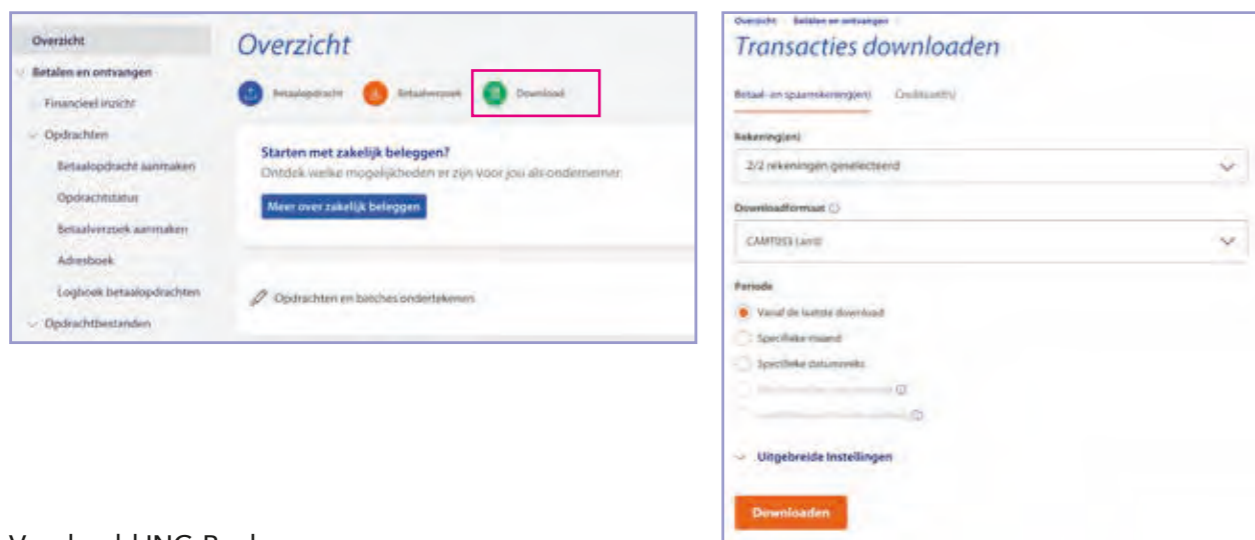 Overzicht
Betalen en ontvangen
Financieel inzicht
Opdrachten
Betaalopdracht aanmaken
Opdrachtstatus
Betaalverzoek aanmaken
Adresboek
Logboek betaalopdrachten
Opdrachtbestanden
Overzicht
Betaalopdracht Betaalverzoek Download
Starten met zakelijk beleggen?
Ontdek welke mogelijkheden er zijn voor jou als ondernemer.
Meer over zakelijk beleggen
Opdrachten en batches ondertekenen
Overzicht Betalen en ontvangen
Transacties downloaden
Betaal- en spaarrekening(en) Creditcard(s)
Rekening(en)
2/2 rekeningen geselecteerd
Downloadformaat
CAMT053 (.xml)
Periode
Vanaf de laatste download
Specifieke maand
Specifieke datumreeks
Uitgebreide Instellingen
Downloaden